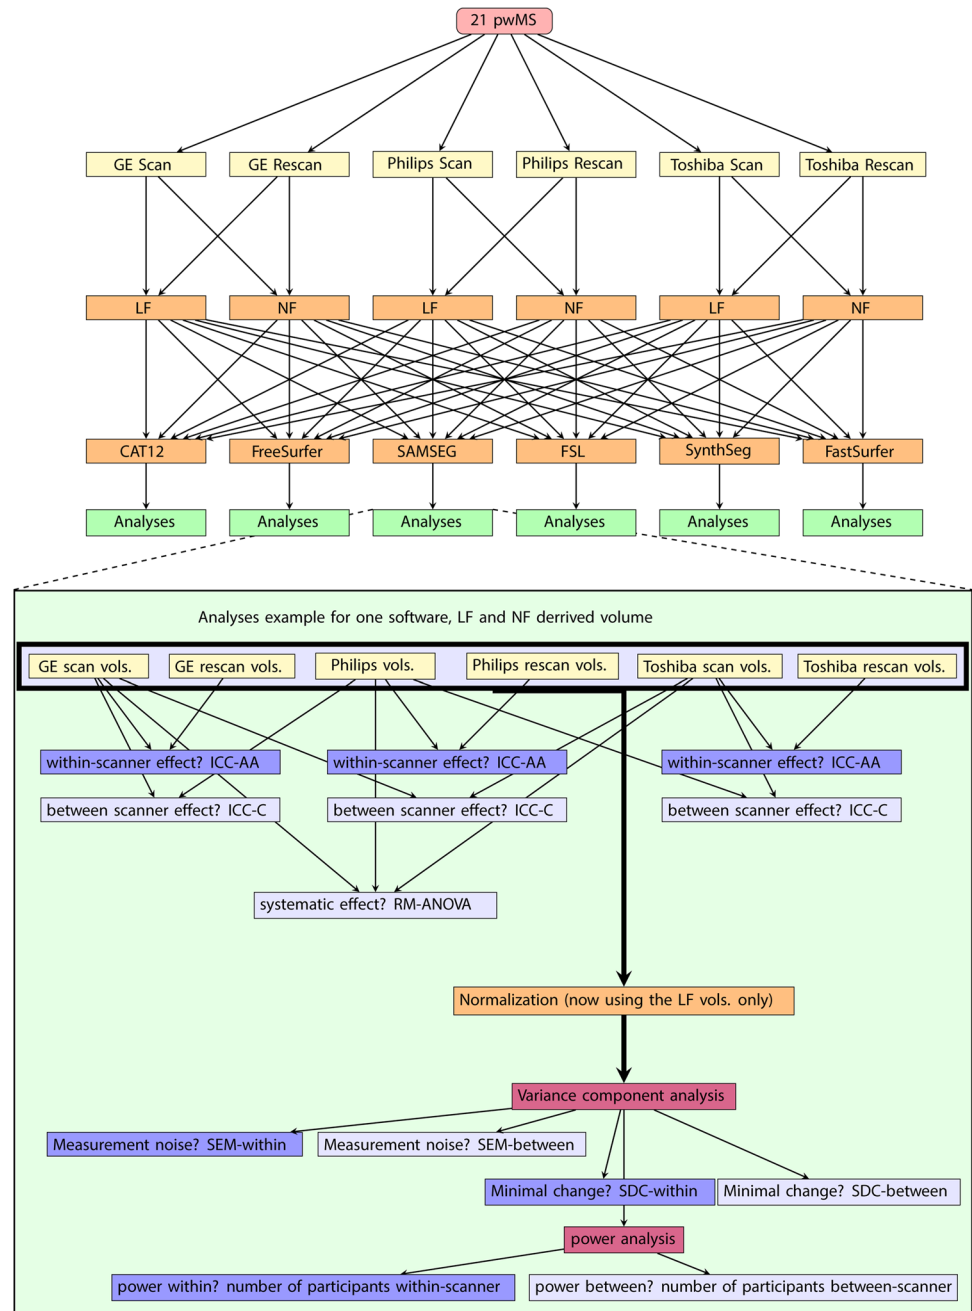 21 pwMS
GE Scan
GE Rescan
Philips Scan
Philips Rescan
Toshiba Scan
Toshiba Rescan
LF
NF
LF
NF
LF
NF
CAT12
FreeSurfer
SAMSEG
FSL
SynthSeg
FastSurfer
Analyses
Analyses
Analyses
Analyses
Analyses
Analyses
Analyses example for one software, LF and NF derrived volume
GE scan vols.
GE rescan vols.
Philips vols.
Philips rescan vols.
Toshiba scan vols.
Toshiba rescan vols.
within-scanner effect? ICC-AA
within-scanner effect? ICC-AA
within-scanner effect? ICC-AA
between scanner effect? ICC-C
between scanner effect? ICC-C
between scanner effect? ICC-C
systematic effect? RM-ANOVA
Normalization (now using the LF vols. only)
Variance component analysis
Measurement noise? SEM-within
Measurement noise? SEM-between
Minimal change? SDC-within
Minimal change? SDC-between
power analysis
power within? number of participants within-scanner
power between? number of participants between-scanner